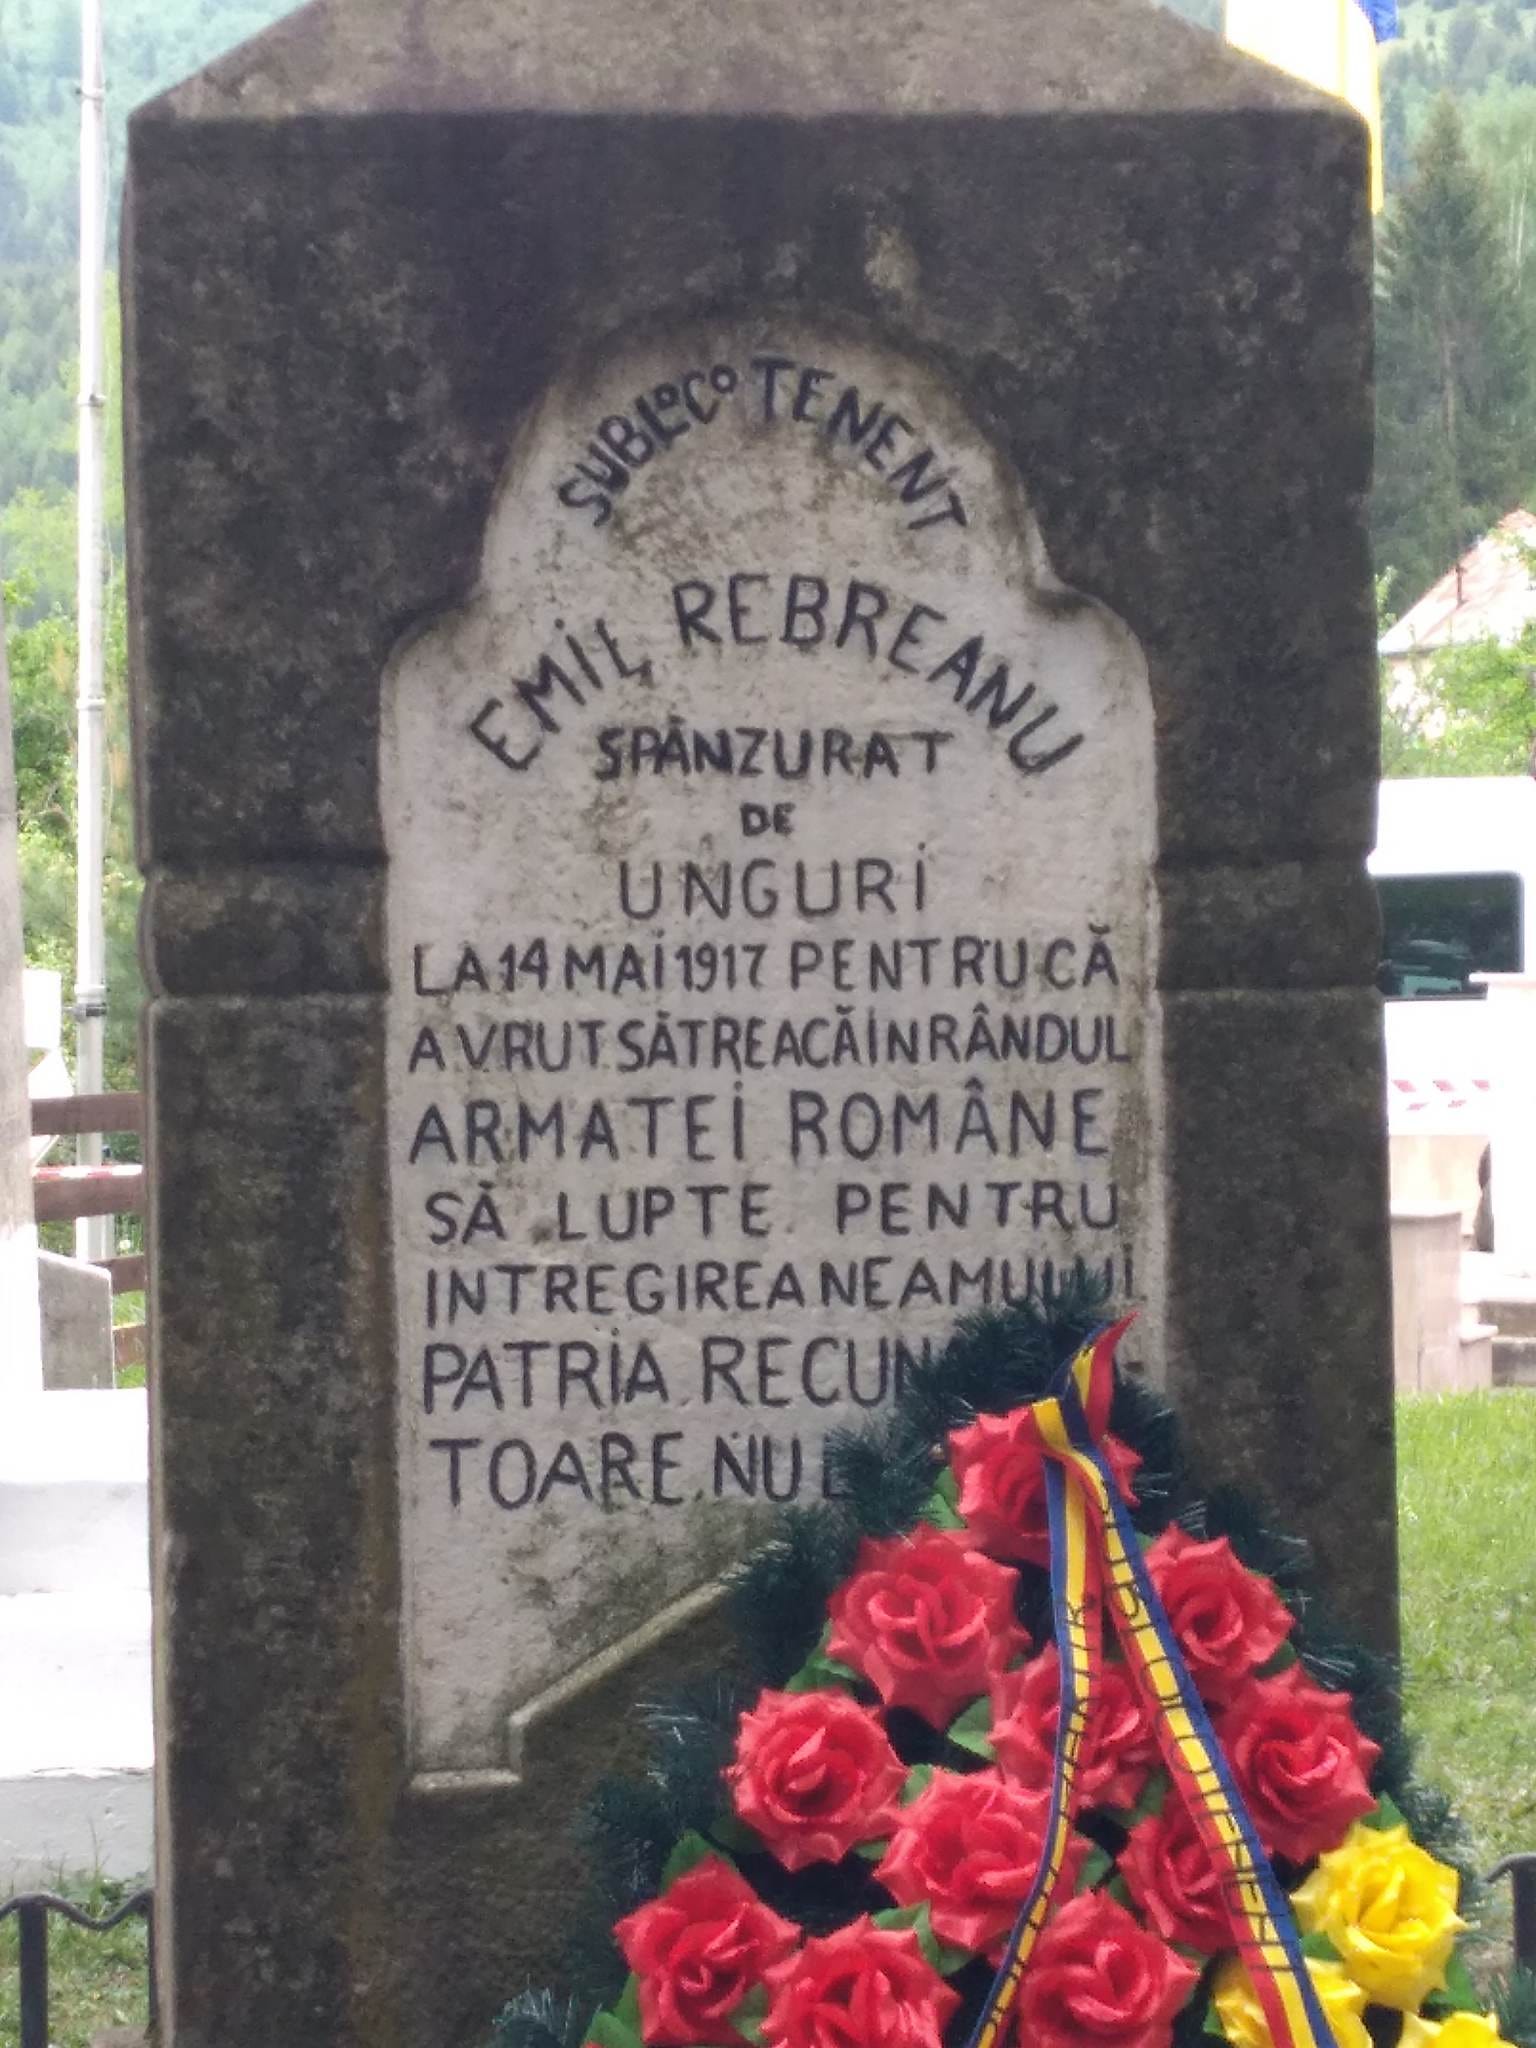 SUBLOCOTENENT
EMIL REBREANU
SPÂNZURAT
DE
UNGURI
LA 14 MAI 1917 PENTRU CĂ
A VRUT SĂ TREACĂ IN RÂNDUL
ARMATEI ROMÂNE
SĂ LUPTE PENTRU
INTREGIREA NEAMULUI
PATRIA
TOARE NU